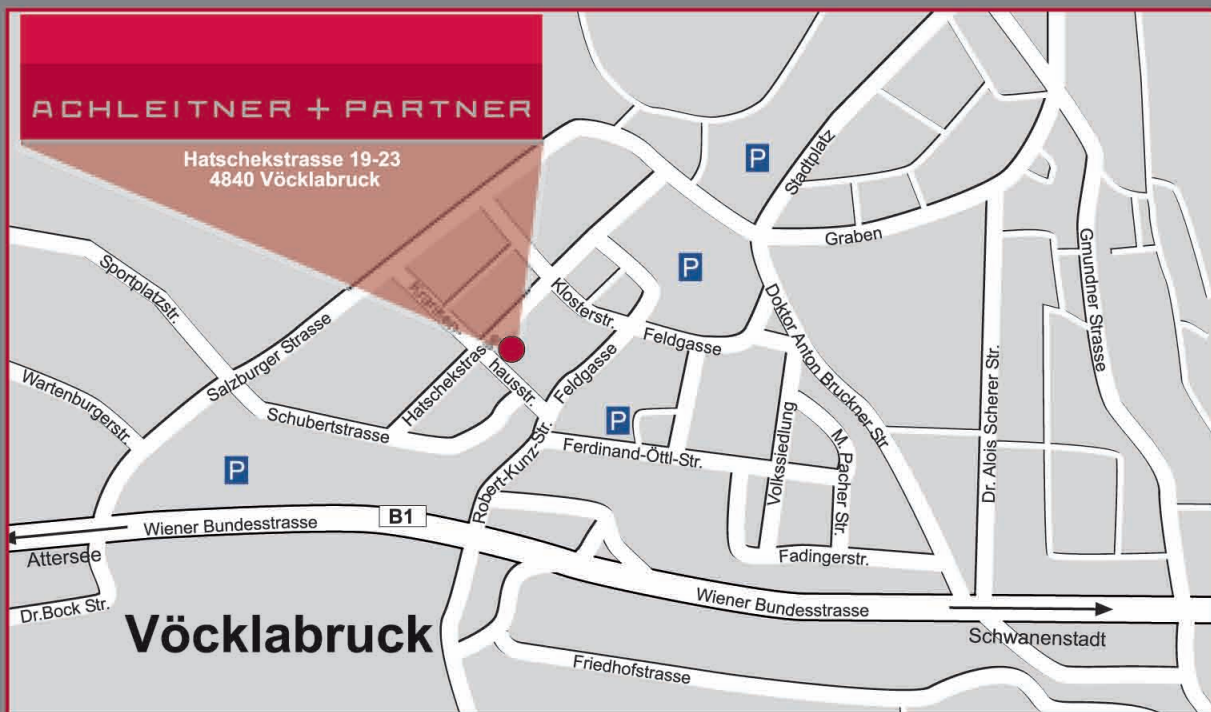 ACHLEITNER + PARTNER
Hatschekstrasse 19-23
4840 Vöcklabruck
P
Stadtplatz
Graben
P
Sportplatzstr.
Salzburger Strasse
Wartenburgerstr.
Schubertstrasse
Hatschekstrasse
Krankenhausstr.
Klosterstr.
Feldgasse
Feldgasse
Doktor Anton Bruckner Str
Gmundner Strasse
Dr. Alois Scherer Str.
P
P
Ferdinand-Öttl-Str.
Robert-Kunz-Str.
Volkssiedlung
M. Pacher Str.
Fadingerstr.
Wiener Bundesstrasse
B1
Attersee
Dr.Bock Str.
Wiener Bundesstrasse
Schwanenstadt
Vöcklabruck
Friedhofstrasse